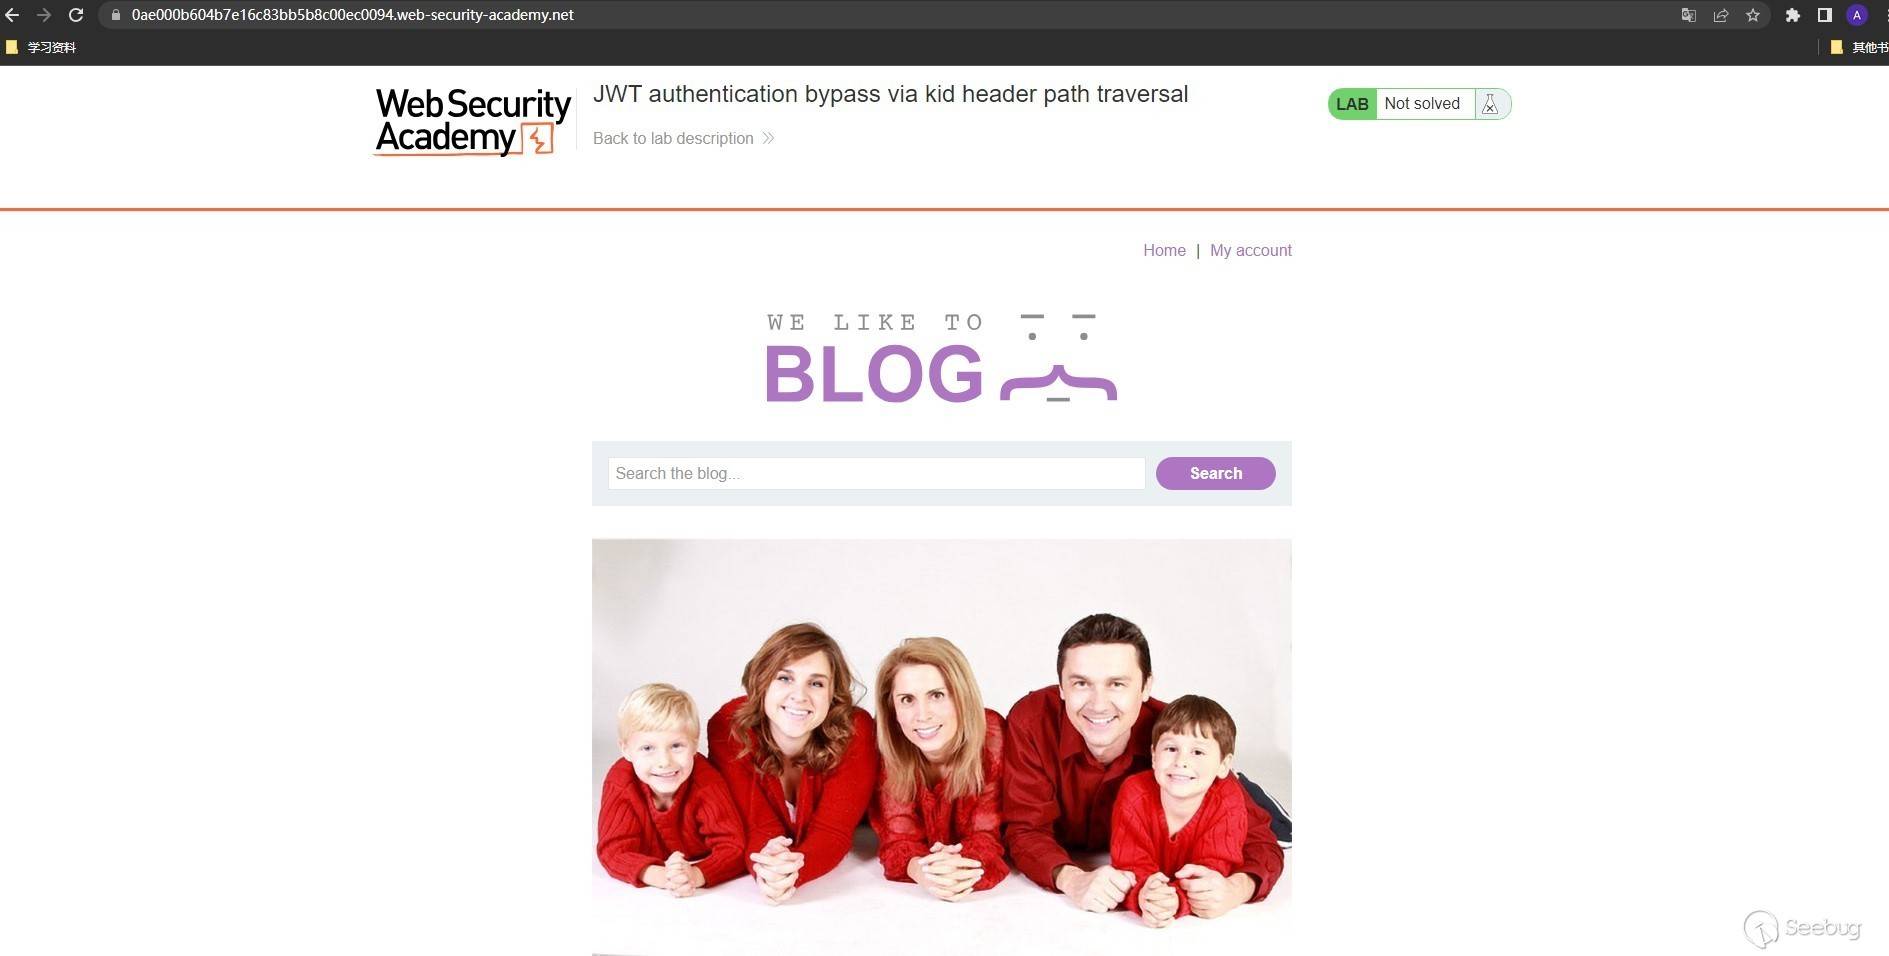 0ae000b604b7e16c83bb5b8c00ec0094.web-security-academy.net
A
学习资料
其他书
Web Security
Academy
JWT authentication bypass via kid header path traversal
Back to lab description
LAB Not solved
Home | My account
WE LIKE TO
BLOG
Search the blog...
Search
Seebug